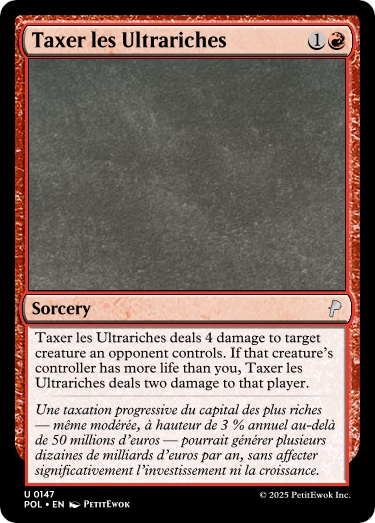 Taxer les Ultrariches 1
Sorcery
Taxer les Ultrariches deals 4 damage to target
creature an opponent controls. If that creature's
controller has more life than you, Taxer les
Ultrariches deals two damage to that player.
Une taxation progressive du capital des plus riches
— même modérée, à hauteur de 3 % annuel au-delà
de 50 millions d'euros — pourrait générer plusieurs
dizaines de milliards d'euros par an, sans affecter
significativement l'investissement ni la croissance.
U 0147
POL • EN PetitEwok
© 2025 PetitEwok Inc.